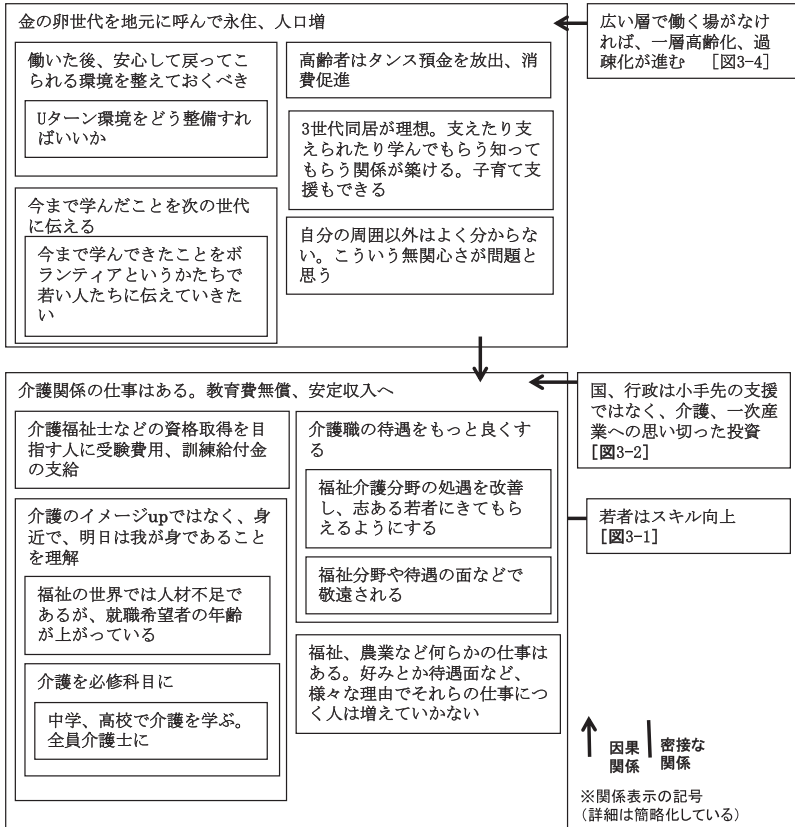 金の卵世代を地元に呼んで永住、人口増
働いた後、安心して戻ってこ
られる環境を整えておくべき
Uターン環境をどう整備すれ
ばいいか
今まで学んだことを次の世代
に伝える
今まで学んできたことをボ
ランティアというかたちで
若い人たちに伝えていきた
い
高齢者はタンス預金を放出、消
費促進
3世代同居が理想。支えたり支
えられたり学んでもらう知って
もらう関係が築ける。子育て支
援もできる
自分の周囲以外はよく分からな
い。こういう無関心さが問題と
思う
広い層で働く場がなけ
れば、一層高齢化、過
疎化が進む　[図3-4]
介護関係の仕事はある。教育費無償、安定収入へ
介護福祉士などの資格取得を目
指す人に受験費用、訓練給付金
の支給
介護のイメージupではなく、身
近で、明日は我が身であること
を理解
福祉の世界では人材不足で
あるが、就職希望者の年齢
が上がっている
介護を必修科目に
中学、高校で介護を学ぶ。
全員介護士に
介護職の待遇をもっと良くす
る
福祉介護分野の処遇を改善
し、志ある若者にきてもら
えるようにする
福祉分野や待遇の面などで
敬遠される
福祉、農業など何らかの仕事は
ある。好みとか待遇面など、
様々な理由でそれらの仕事につ
く人は増えていかない
国、行政は小手先の支援
ではなく、介護、一次産
業への思い切った投資
[図3-2]
若者はスキル向上
[図3-1]
因果
関係
密接な
関係
※関係表示の記号
（詳細は簡略化している）